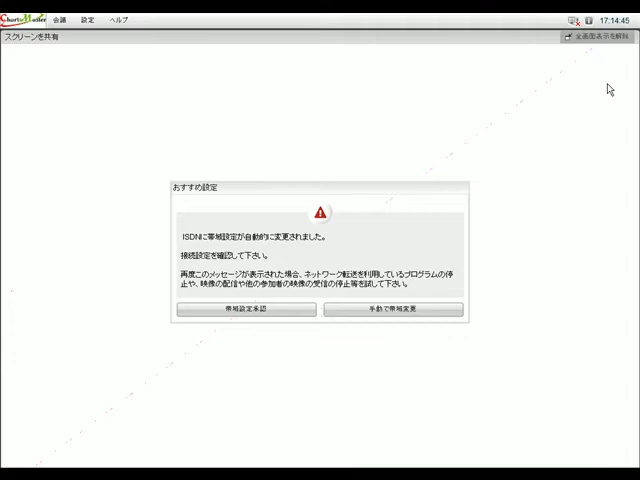 ChartMaster 会議 設定 ヘルプ 17:14:45
スクリーンを共有 全画面表示を解除
おすすめ設定
ISDNに帯域設定が自動的に変更されました。
接続設定を確認して下さい。
再度このメッセージが表示された場合、ネットワーク転送を利用しているプログラムの停
止や、映像の配信や他の参加者の映像の受信の停止等を試して下さい。
帯域設定承認 手動で帯域変更